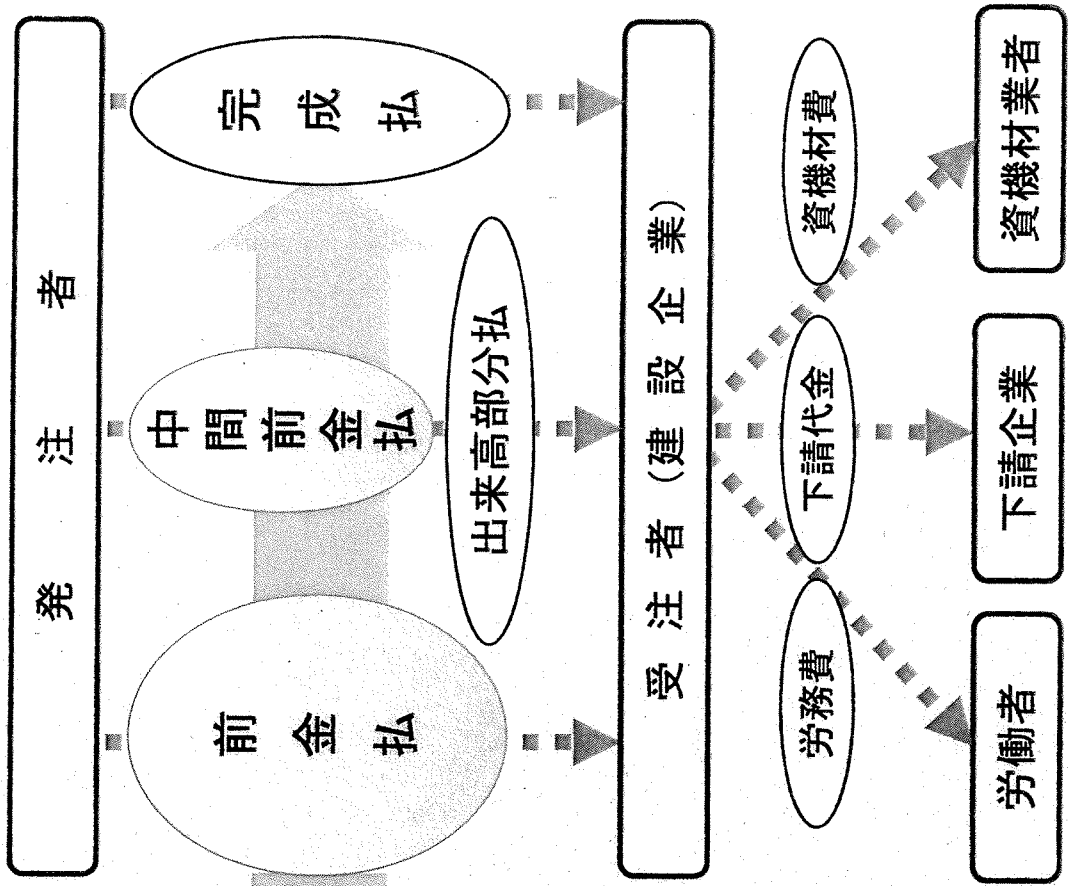 発注者
前金払
中間前金払
出来高部分払
完成払
受注者（建設企業）
労務費
下請代金
資機材費
労働者
下請企業
資機材業者